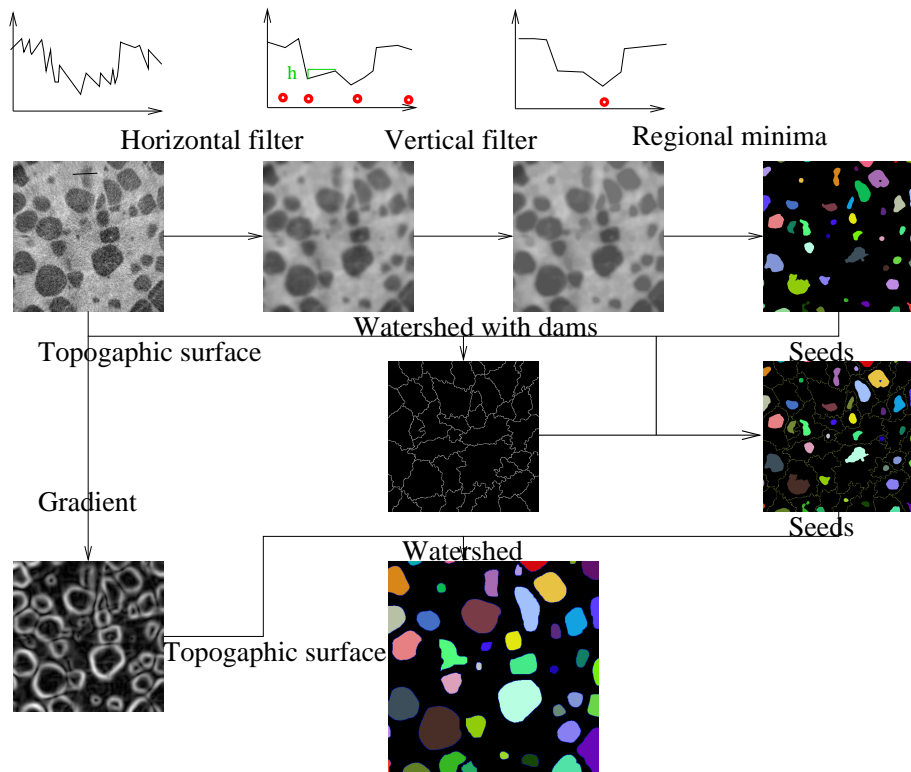 h
Horizontal filter
Vertical filter
Regional minima
Watershed with dams
Topogaphic surface
Seeds
Gradient
Seeds
Watershed
Topogaphic surface